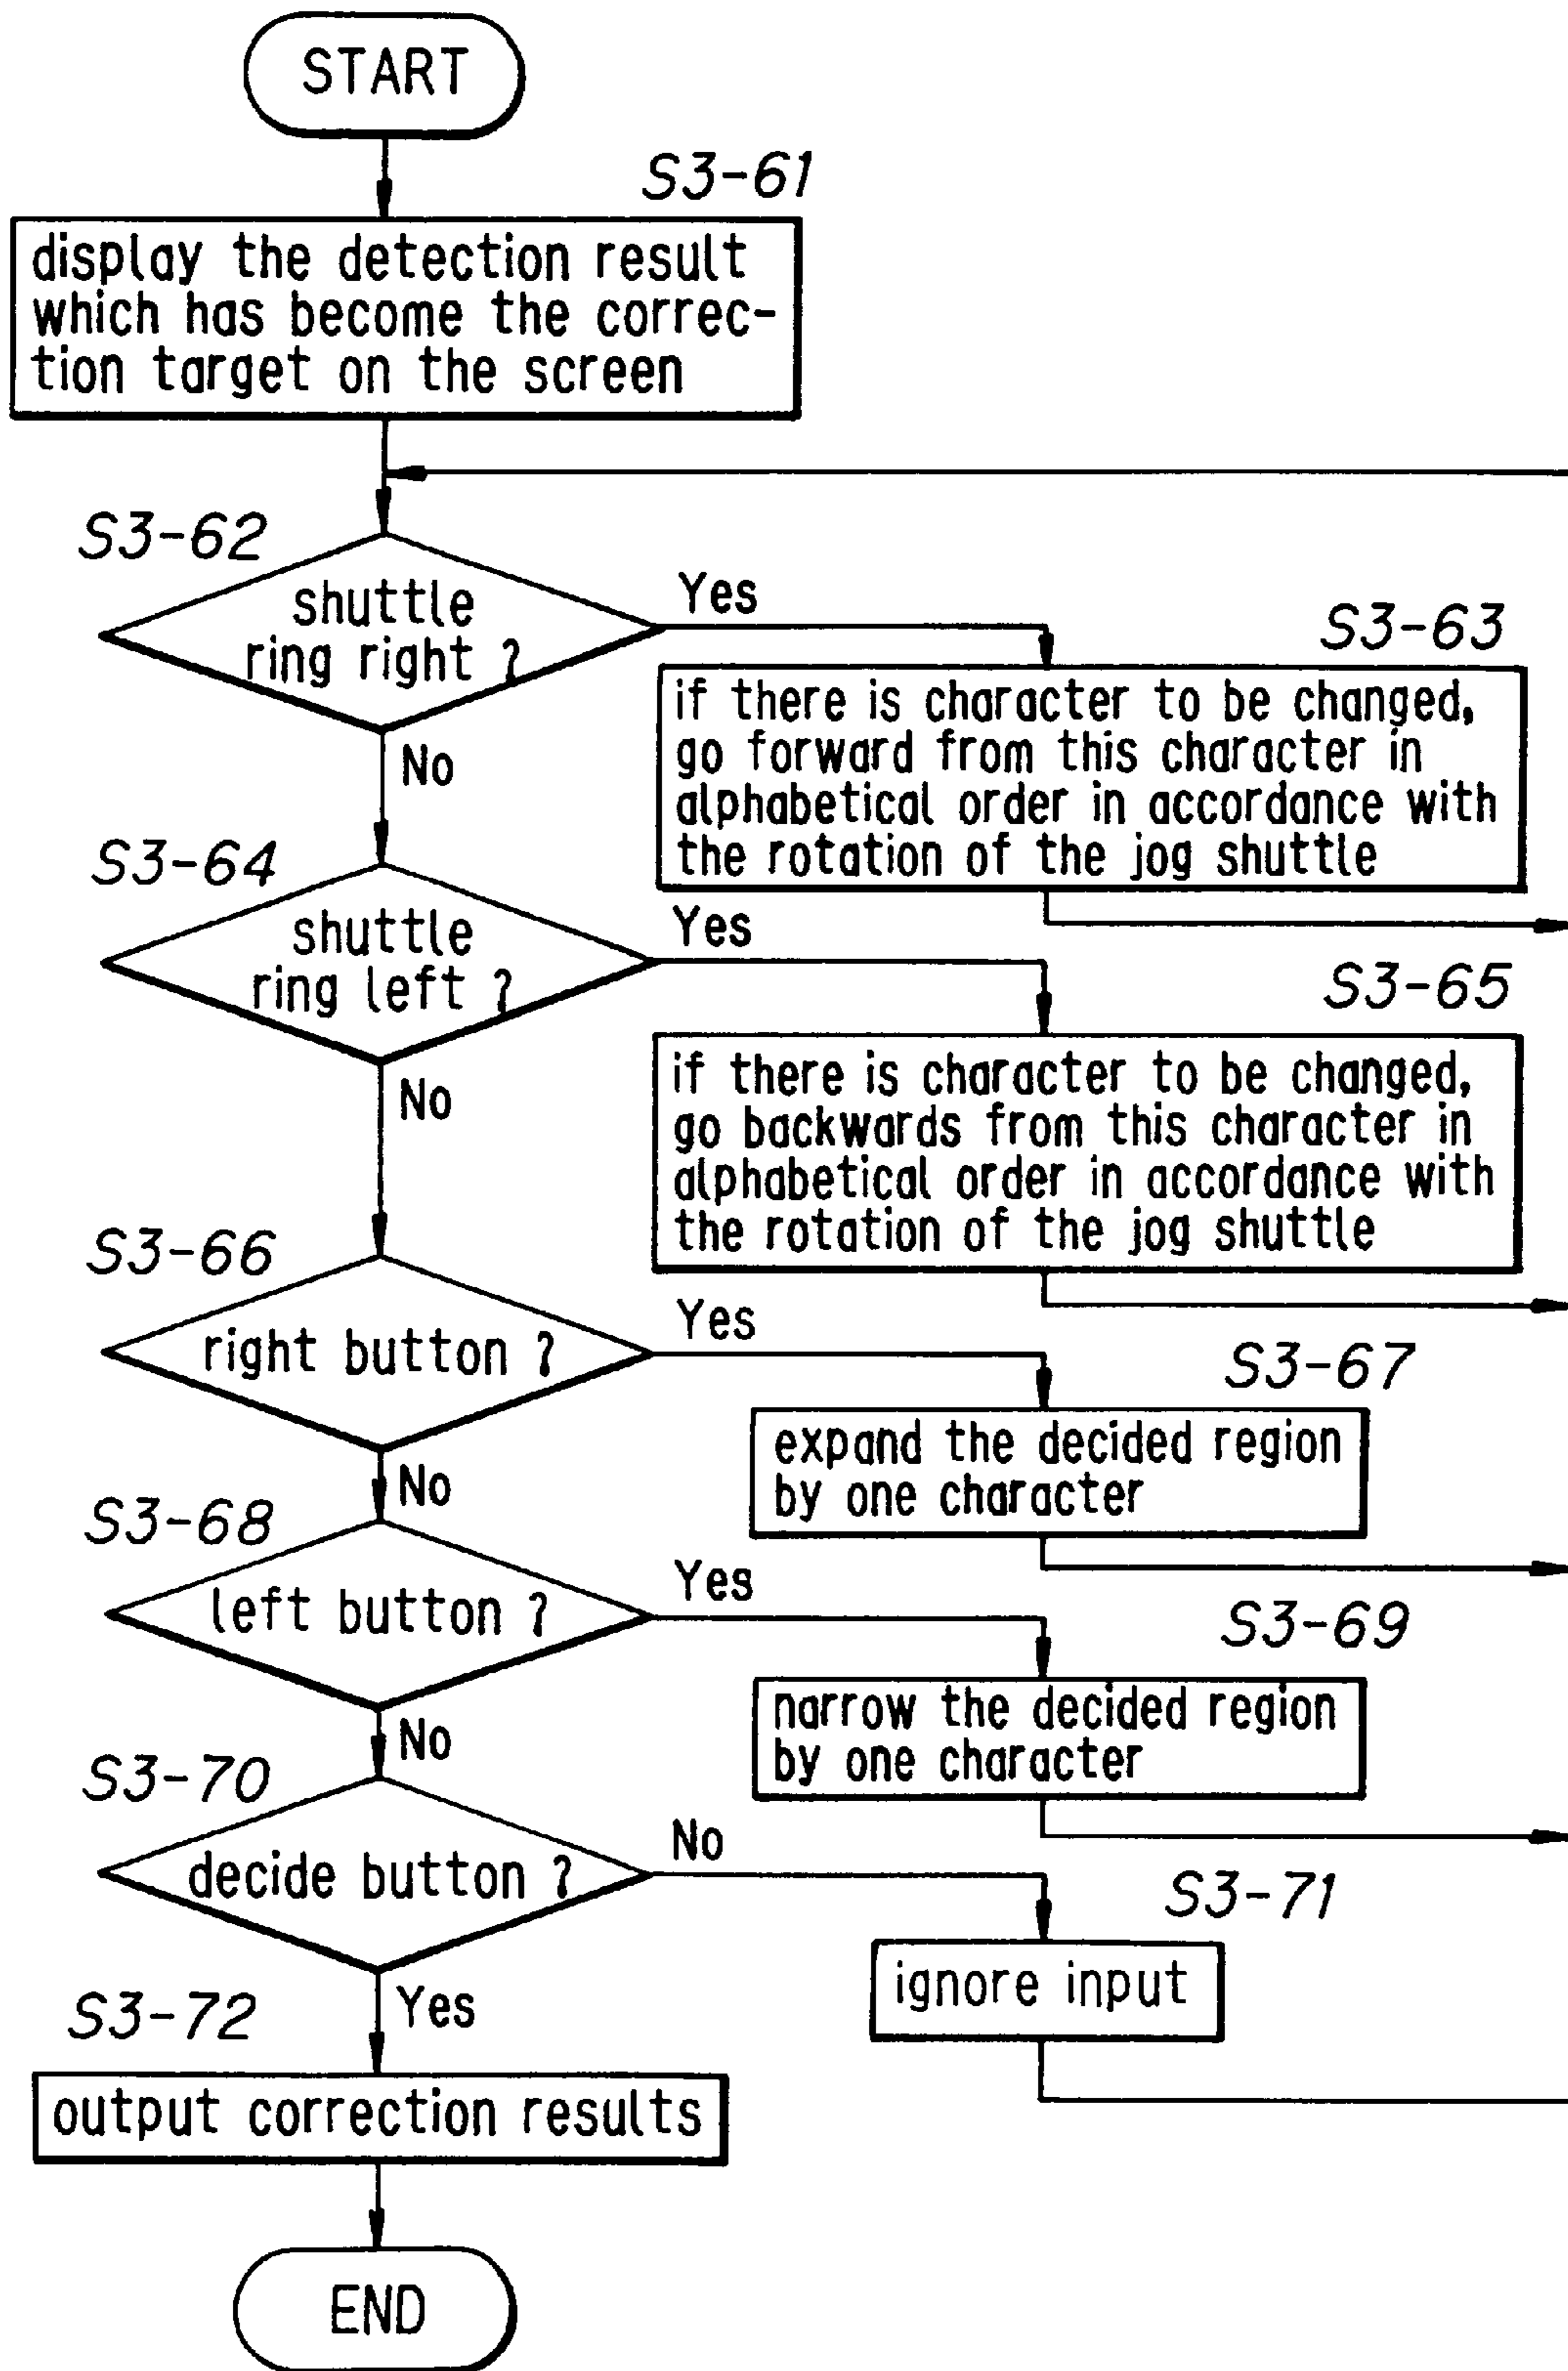 START
S3-61
display the detection result
which has become the correc-
tion target on the screen
S3-62
shuttle
ring right ?
Yes
No
S3-63
if there is character to be changed,
go forward from this character in
alphabetical order in accordance with
the rotation of the jog shuttle
S3-64
shuttle
ring left ?
Yes
No
S3-65
if there is character to be changed,
go backwards from this character in
alphabetical order in accordance with
the rotation of the jog shuttle
S3-66
right button ?
Yes
No
S3-67
expand the decided region
by one character
S3-68
left button ?
Yes
No
S3-69
narrow the decided region
by one character
S3-70
decide button ?
No
Yes
S3-71
ignore input
S3-72
output correction results
END